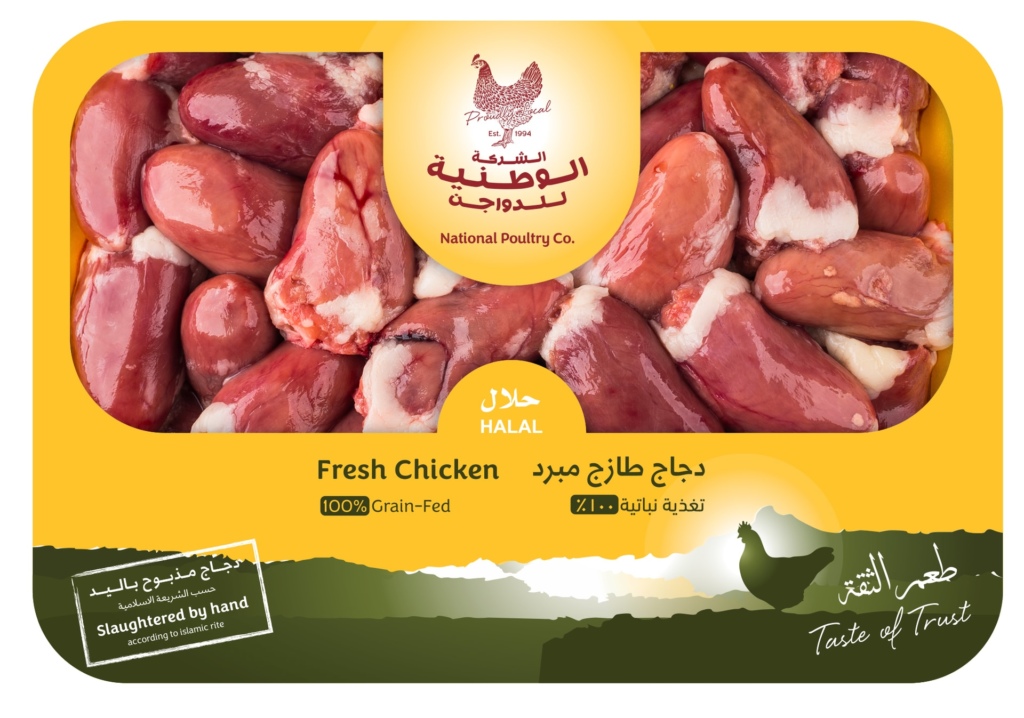 Proudly Local
Est. 1994
الشركة
الوطنية
للدواجن
National Poultry Co.
حلال
HALAL
Fresh Chicken
دجاج طازج مبرد
100% Grain-Fed
تغذية نباتية ١٠٠٪
دجاج مذبوح باليد
حسب الشريعة الاسلامية
Slaughtered by hand
according to islamic rite
طعم الثقة
Taste of Trust